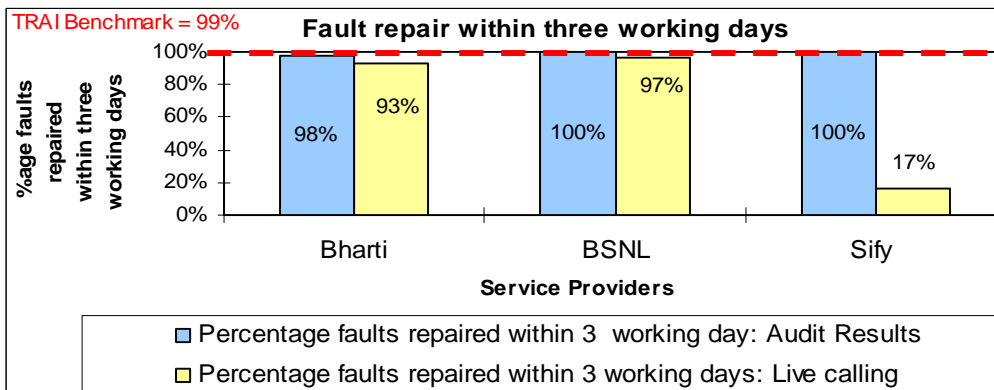 TRAI Benchmark = 99%
Fault repair within three working days
%age faults
repaired
within three
working days
100%
80%
60%
40%
20%
0%
98%
93%
100%
97%
100%
17%
Bharti
BSNL
Sify
Service Providers
Percentage faults repaired within 3 working day: Audit Results
Percentage faults repaired within 3 working days: Live calling